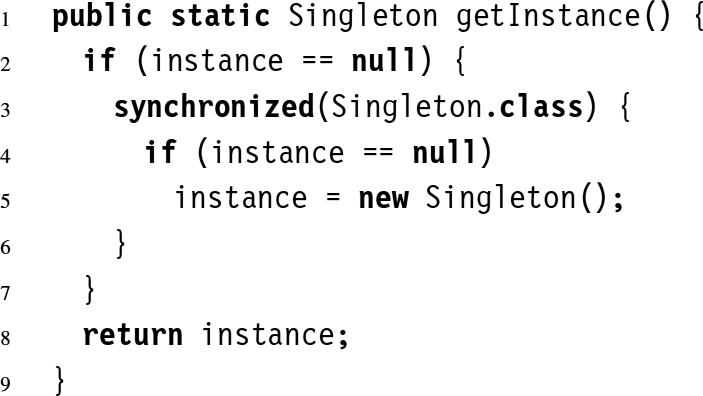 1 public static Singleton getInstance() {
2 if (instance == null) {
3 synchronized(Singleton.class) {
4 if (instance == null)
5 instance = new Singleton();
6 }
7 }
8 return instance;
9 }